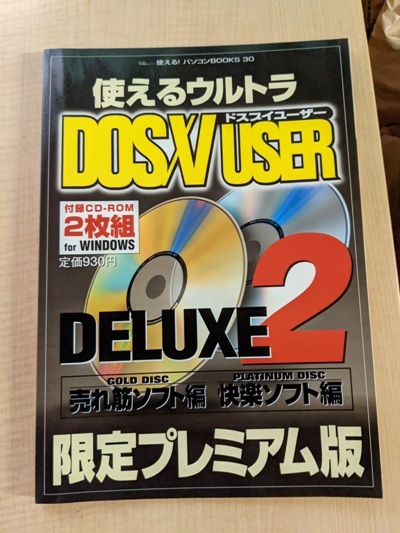 使える! パソコンBOOKS 30
使えるウルトラ
ドスブイユーザー
DOS/V USER
付録CD-ROM
2枚組
for WINDOWS
定価930円
DELUXE 2
GOLD DISC
売れ筋ソフト編
PLATINUM DISC
快楽ソフト編
限定プレミアム版